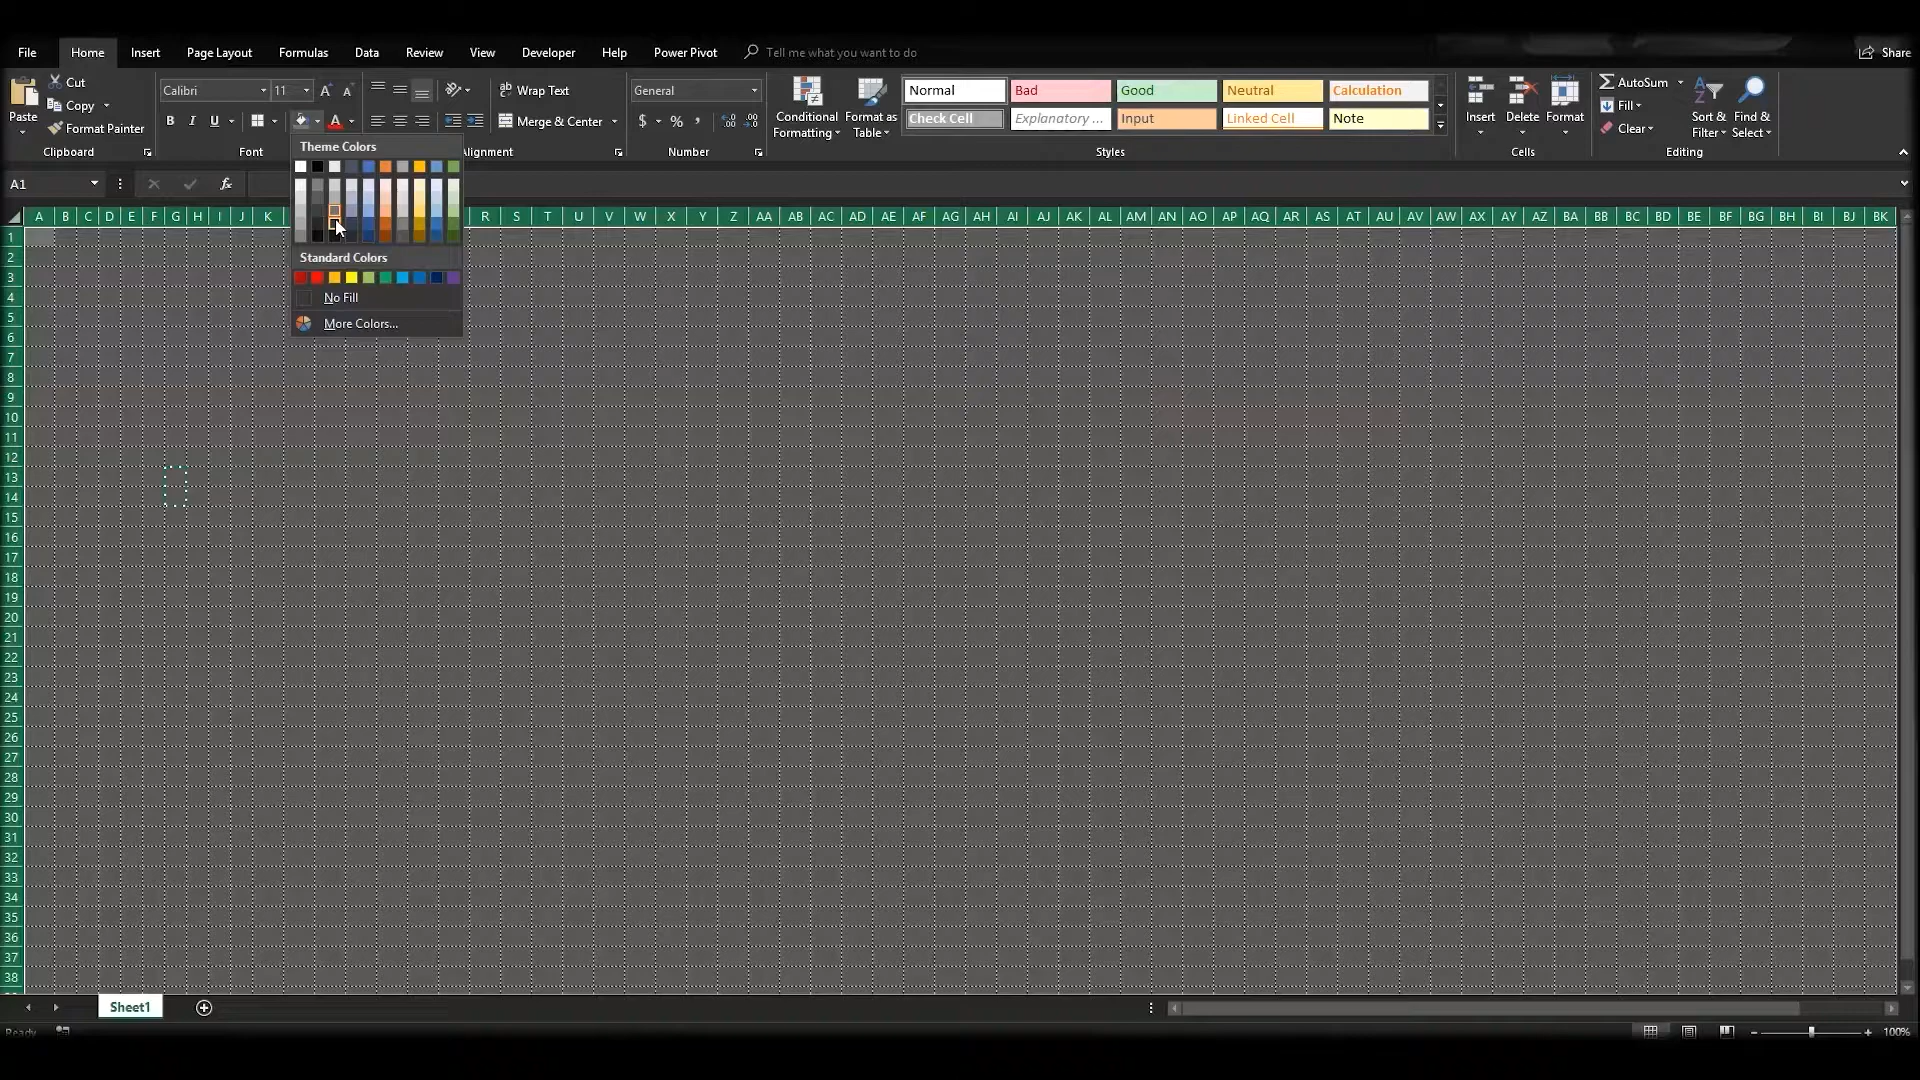 File Home Insert Page Layout Formulas Data Review View Developer Help Power Pivot Tell me what you want to do Share
Paste
Cut
Copy
Format Painter
Clipboard
Calibri 11 A A
B I U A
Font
Wrap Text
Merge & Center
Alignment
General
$ % ,
Number
Conditional
Formatting
Format as
Table
Normal Bad Good Neutral Calculation
Check Cell Explanatory ... Input Linked Cell Note
Styles
Insert Delete Format
Cells
AutoSum
Fill
Clear
Sort &
Filter
Find &
Select
Editing
A1 fx
Theme Colors
Standard Colors
No Fill
More Colors...
A B C D E F G H I J K R S T U V W X Y Z AA AB AC AD AE AF AG AH AI AJ AK AL AM AN AO AP AQ AR AS AT AU AV AW AX AY AZ BA BB BC BD BE BF BG BH BI BJ BK
1
2
3
4
5
6
7
8
9
10
11
12
13
14
15
16
17
18
19
20
21
22
23
24
25
26
27
28
29
30
31
32
33
34
35
36
37
38
Sheet1
Ready 100%